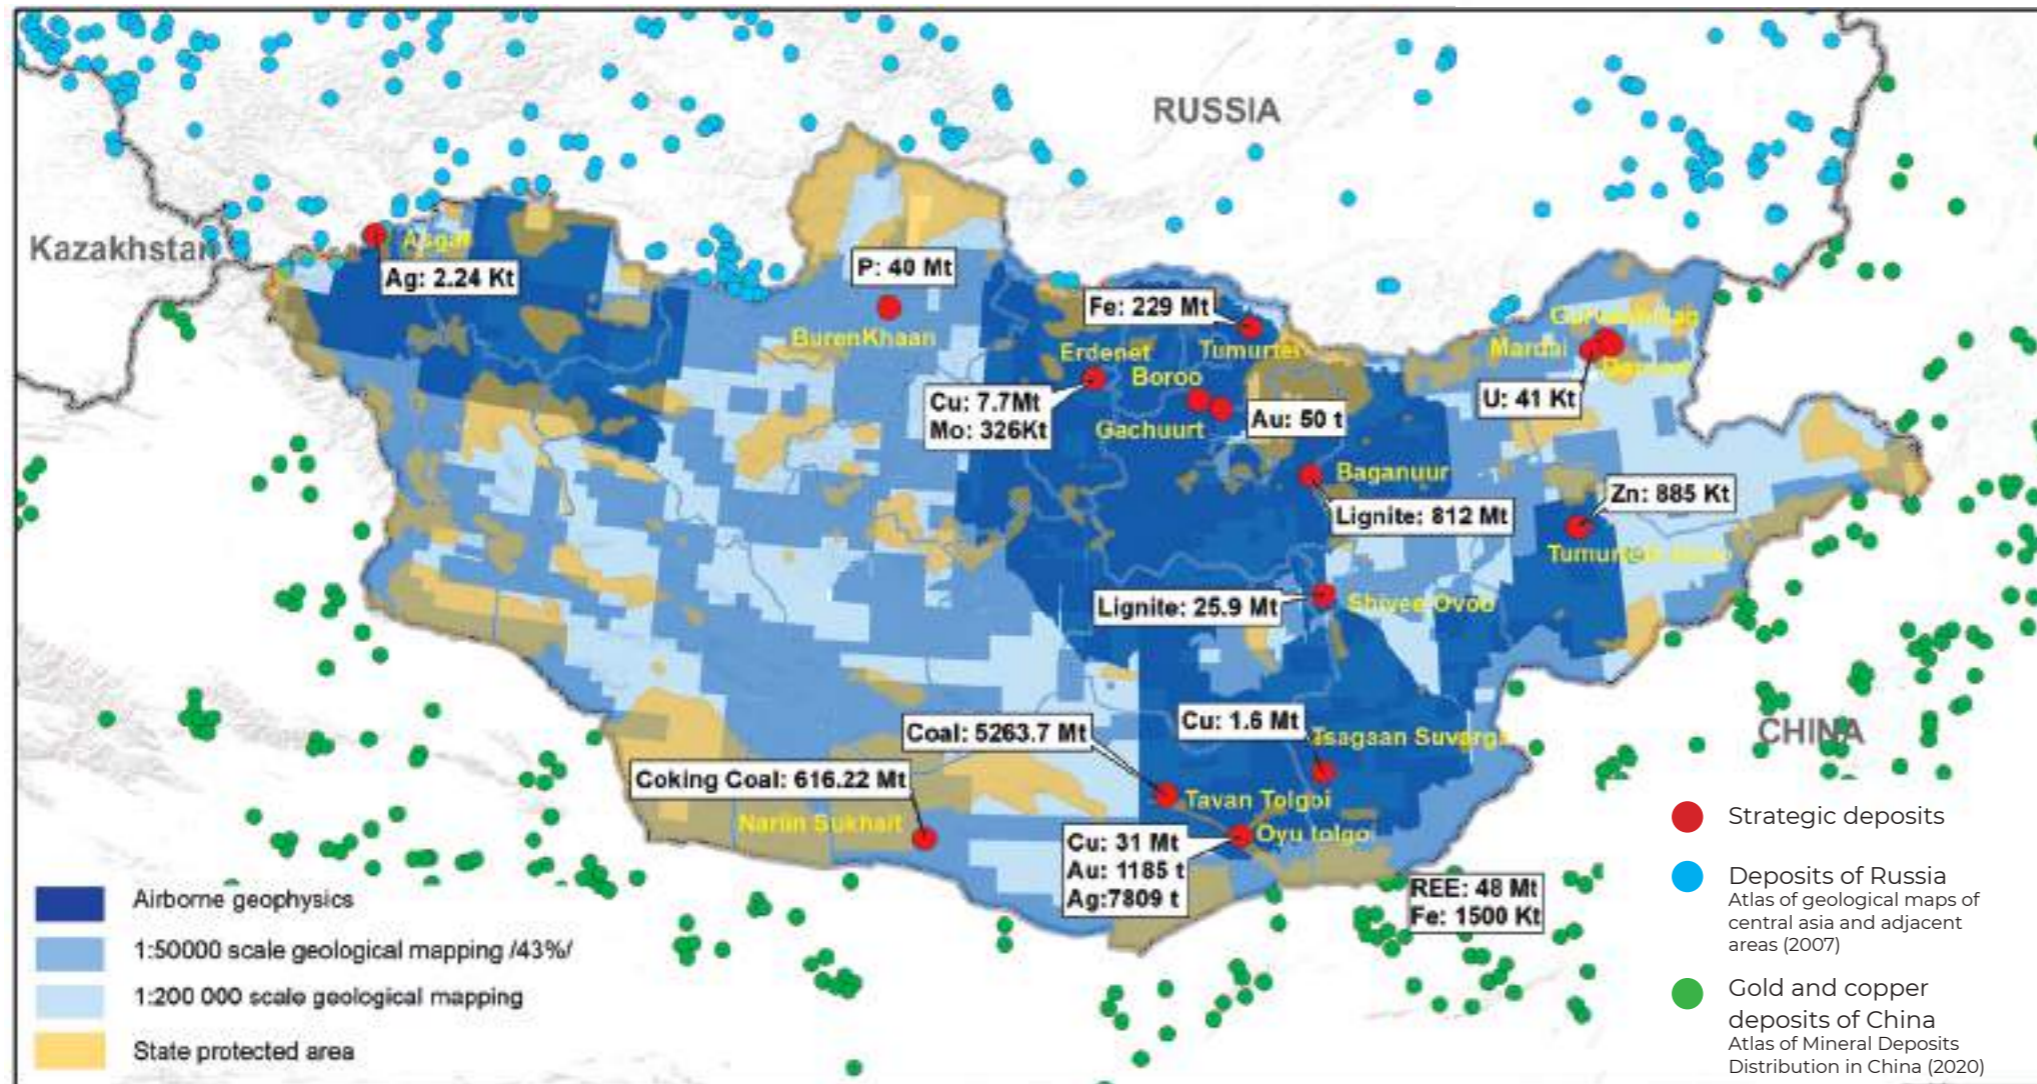 RUSSIA
Kazakhstan
Asgat
Ag: 2.24 Kt
P: 40 Mt
BurenKhaan
Fe: 229 Mt
Tumurtei
Erdenet
Boroo
Cu: 7.7Mt
Mo: 326Kt
Gachuurt
Au: 50 t
Mardai
U: 41 Kt
Baganuur
Lignite: 812 Mt
Zn: 885 Kt
Lignite: 25.9 Mt
Shivee Ovoo
Coal: 5263.7 Mt
Cu: 1.6 Mt
Tsagaan Suvarga
CHINA
Coking Coal: 616.22 Mt
Nariin Sukhait
Tavan Tolgoi
Oyu tolgo
Cu: 31 Mt
Au: 1185 t
Ag:7809 t
REE: 48 Mt
Fe: 1500 Kt
Airborne geophysics
1:50000 scale geological mapping /43%/
1:200 000 scale geological mapping
State protected area
Strategic deposits
Deposits of Russia
Atlas of geological maps of
central asia and adjacent
areas (2007)
Gold and copper
deposits of China
Atlas of Mineral Deposits
Distribution in China (2020)